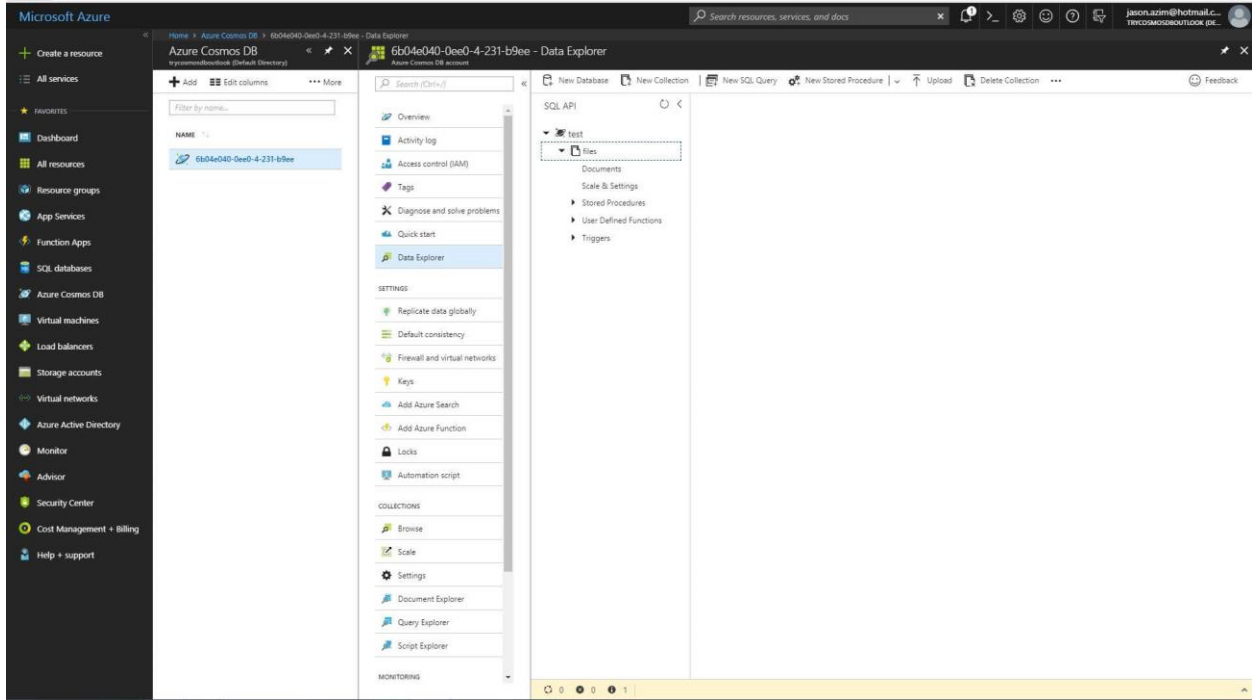 Microsoft Azure
Search resources, services, and docs
1
jason.azim@hotmail.c...
TRYCOSMOSDBOUTLOOK (DE...
Create a resource
All services
FAVORITES
Dashboard
All resources
Resource groups
App Services
Function Apps
SQL databases
Azure Cosmos DB
Virtual machines
Load balancers
Storage accounts
Virtual networks
Azure Active Directory
Monitor
Advisor
Security Center
Cost Management + Billing
Help + support
Home > Azure Cosmos DB > 6b04e040-0ee0-4-231-b9ee - Data Explorer
Azure Cosmos DB
trycosmosdboutlook (Default Directory)
Add Edit columns ••• More
Filter by name...
NAME
6b04e040-0ee0-4-231-b9ee
6b04e040-0ee0-4-231-b9ee - Data Explorer
Azure Cosmos DB account
Search (Ctrl+/)
Overview
Activity log
Access control (IAM)
Tags
Diagnose and solve problems
Quick start
Data Explorer
SETTINGS
Replicate data globally
Default consistency
Firewall and virtual networks
Keys
Add Azure Search
Add Azure Function
Locks
Automation script
COLLECTIONS
Browse
Scale
Settings
Document Explorer
Query Explorer
Script Explorer
MONITORING
New Database New Collection New SQL Query New Stored Procedure Upload Delete Collection ••• Feedback
SQL API
test
files
Documents
Scale & Settings
Stored Procedures
User Defined Functions
Triggers
0 0 1